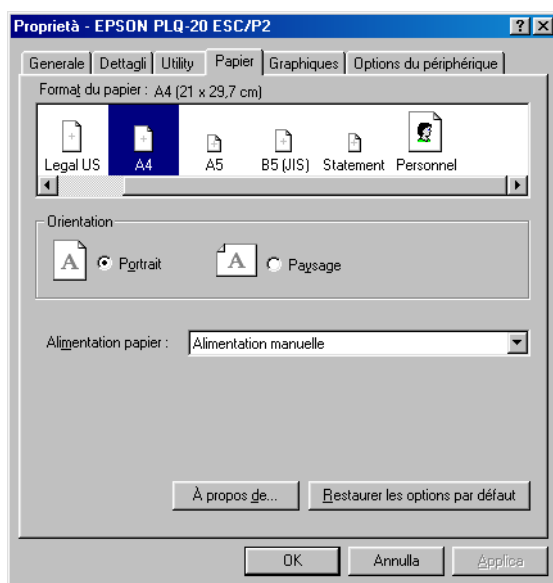 Proprietà - EPSON PLQ-20 ESC/P2
Generale Dettagli Utility Papier Graphiques Options du périphérique
Format du papier : A4 (21 x 29,7 cm)
Legal US A4 A5 B5 (JIS) Statement Personnel
Orientation
A Portrait A Paysage
Alimentation papier : Alimentation manuelle
À propos de... Restaurer les options par défaut
OK Annulla Applica